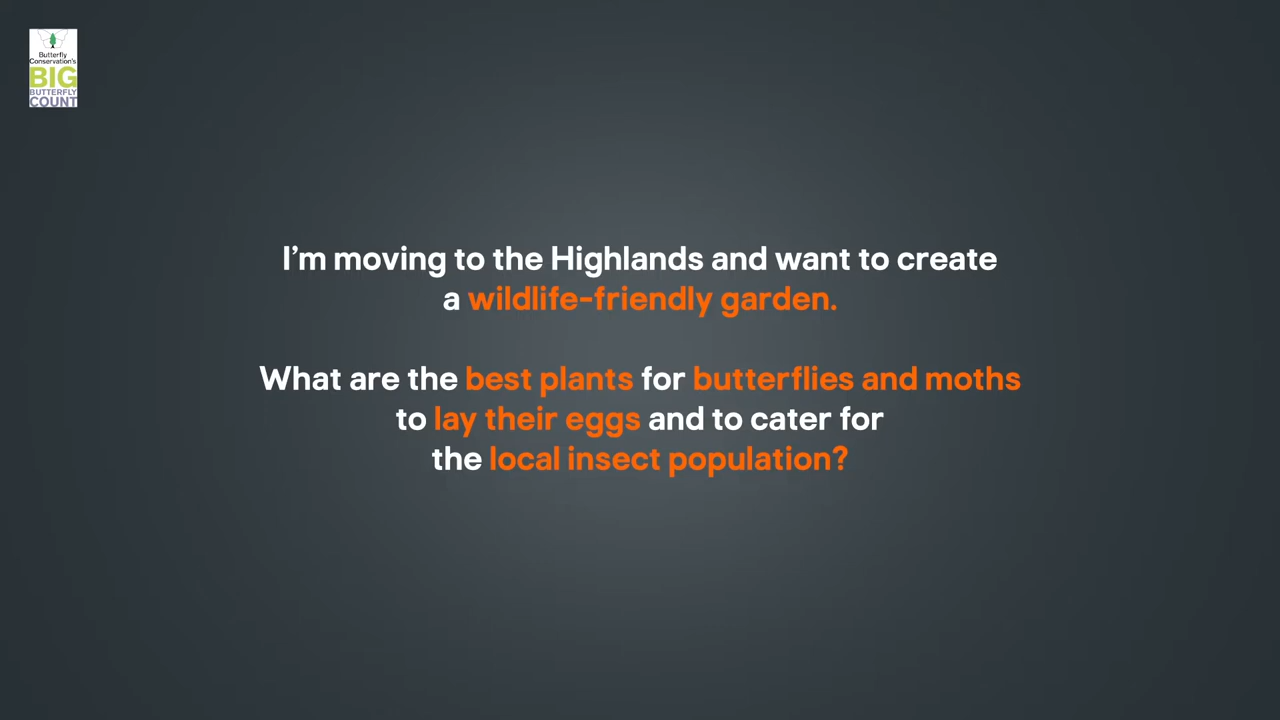 Butterfly
Conservation's
BIG
BUTTERFLY
COUNT
I’m moving to the Highlands and want to create
a wildlife-friendly garden.
What are the best plants for butterflies and moths
to lay their eggs and to cater for
the local insect population?